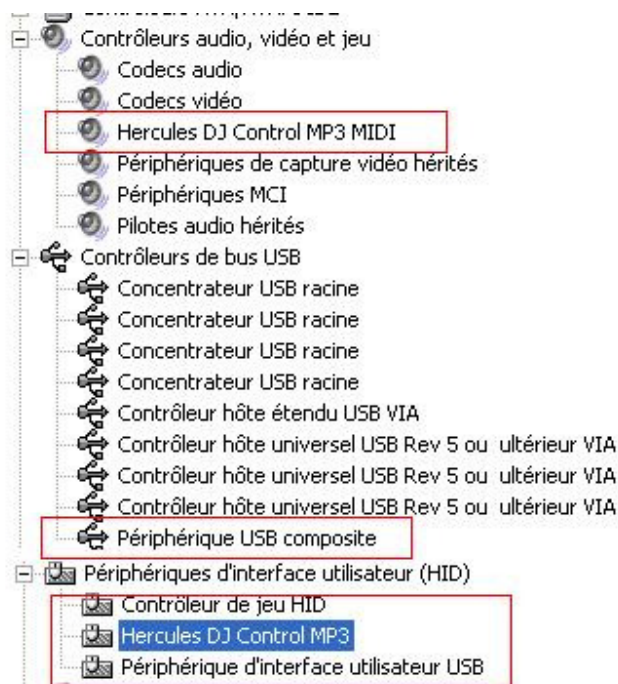 Contrôleurs audio, vidéo et jeu
Codecs audio
Codecs vidéo
Hercules DJ Control MP3 MIDI
Périphériques de capture vidéo hérités
Périphériques MCI
Pilotes audio hérités
Contrôleurs de bus USB
Concentrateur USB racine
Concentrateur USB racine
Concentrateur USB racine
Concentrateur USB racine
Contrôleur hôte étendu USB VIA
Contrôleur hôte universel USB Rev 5 ou ultérieur VIA
Contrôleur hôte universel USB Rev 5 ou ultérieur VIA
Contrôleur hôte universel USB Rev 5 ou ultérieur VIA
Périphérique USB composite
Périphériques d'interface utilisateur (HID)
Contrôleur de jeu HID
Hercules DJ Control MP3
Périphérique d'interface utilisateur USB